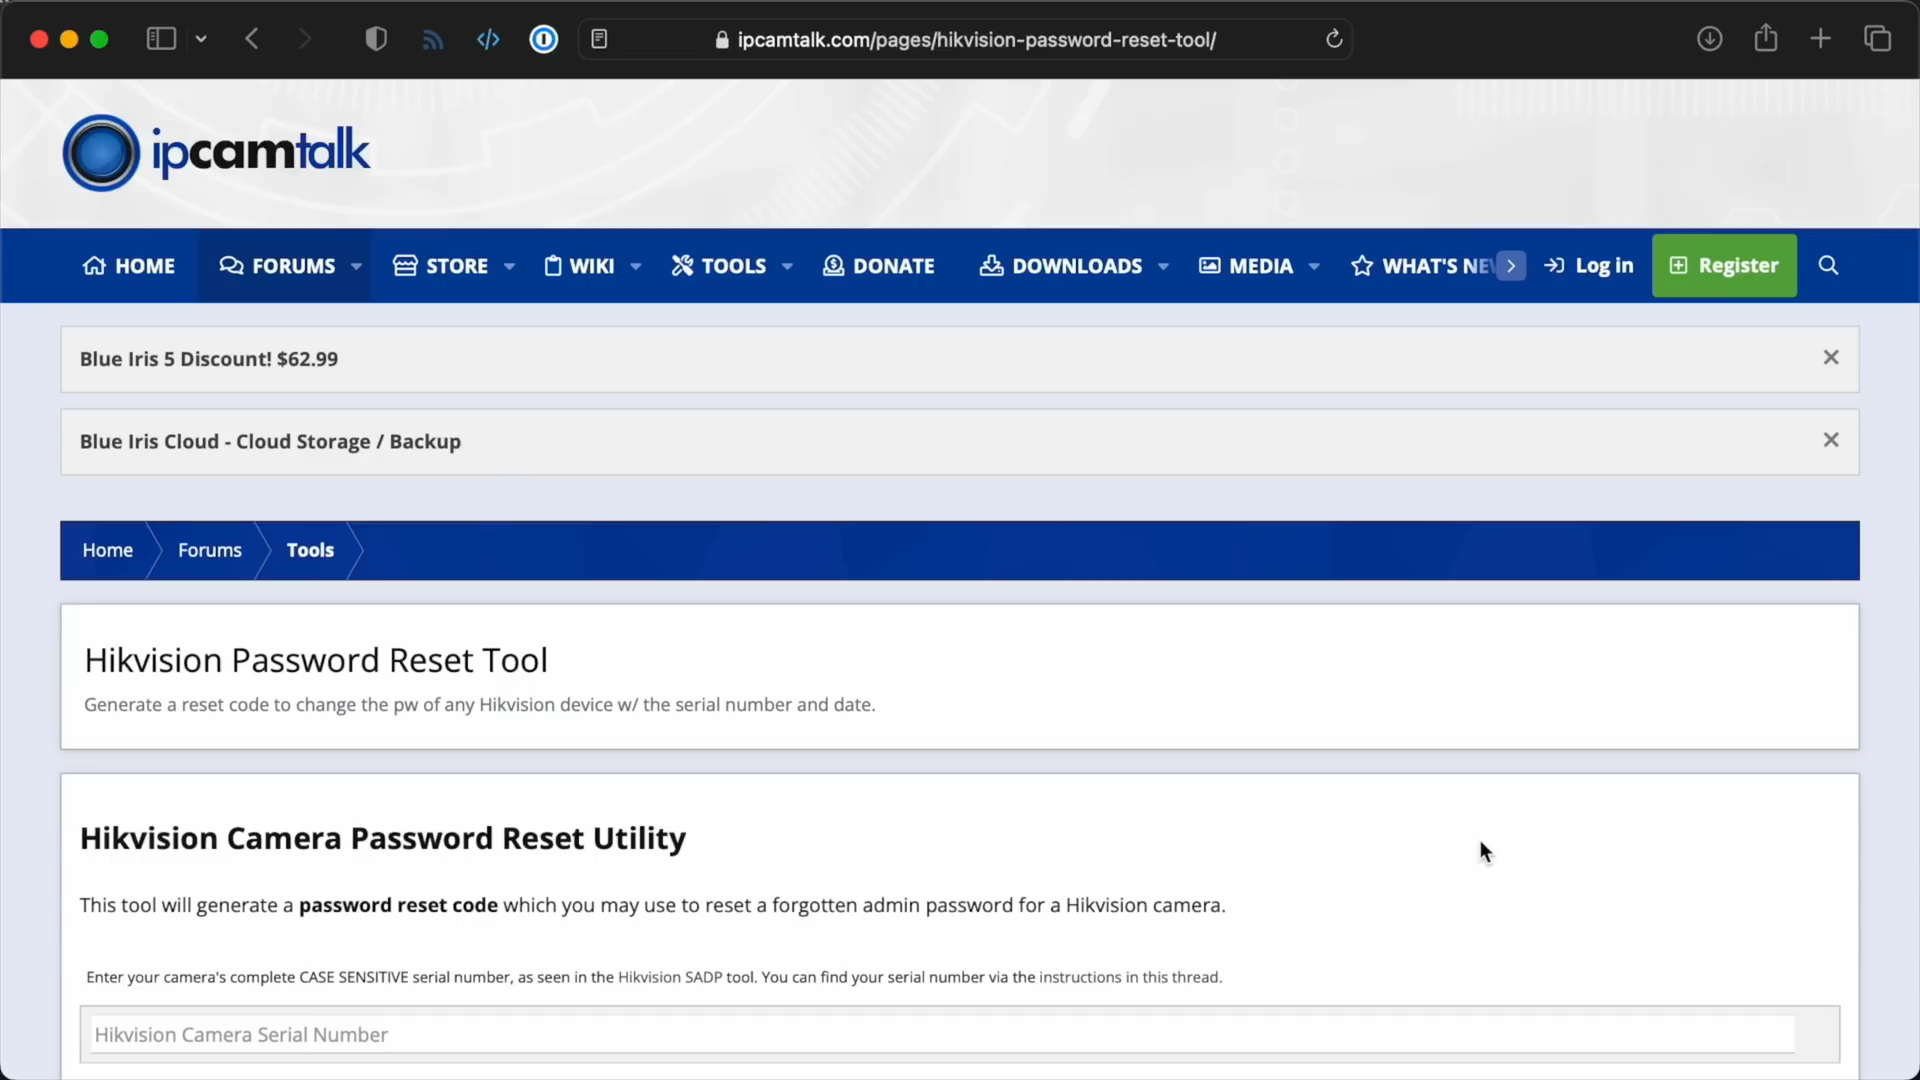 ipcamtalk.com/pages/hikvision-password-reset-tool/
ipcamtalk
HOME FORUMS STORE WIKI TOOLS DONATE DOWNLOADS MEDIA WHAT'S NE Log in Register
Blue Iris 5 Discount! $62.99
Blue Iris Cloud - Cloud Storage / Backup
Home Forums Tools
Hikvision Password Reset Tool
Generate a reset code to change the pw of any Hikvision device w/ the serial number and date.
Hikvision Camera Password Reset Utility
This tool will generate a password reset code which you may use to reset a forgotten admin password for a Hikvision camera.
Enter your camera's complete CASE SENSITIVE serial number, as seen in the Hikvision SADP tool. You can find your serial number via the instructions in this thread.
Hikvision Camera Serial Number